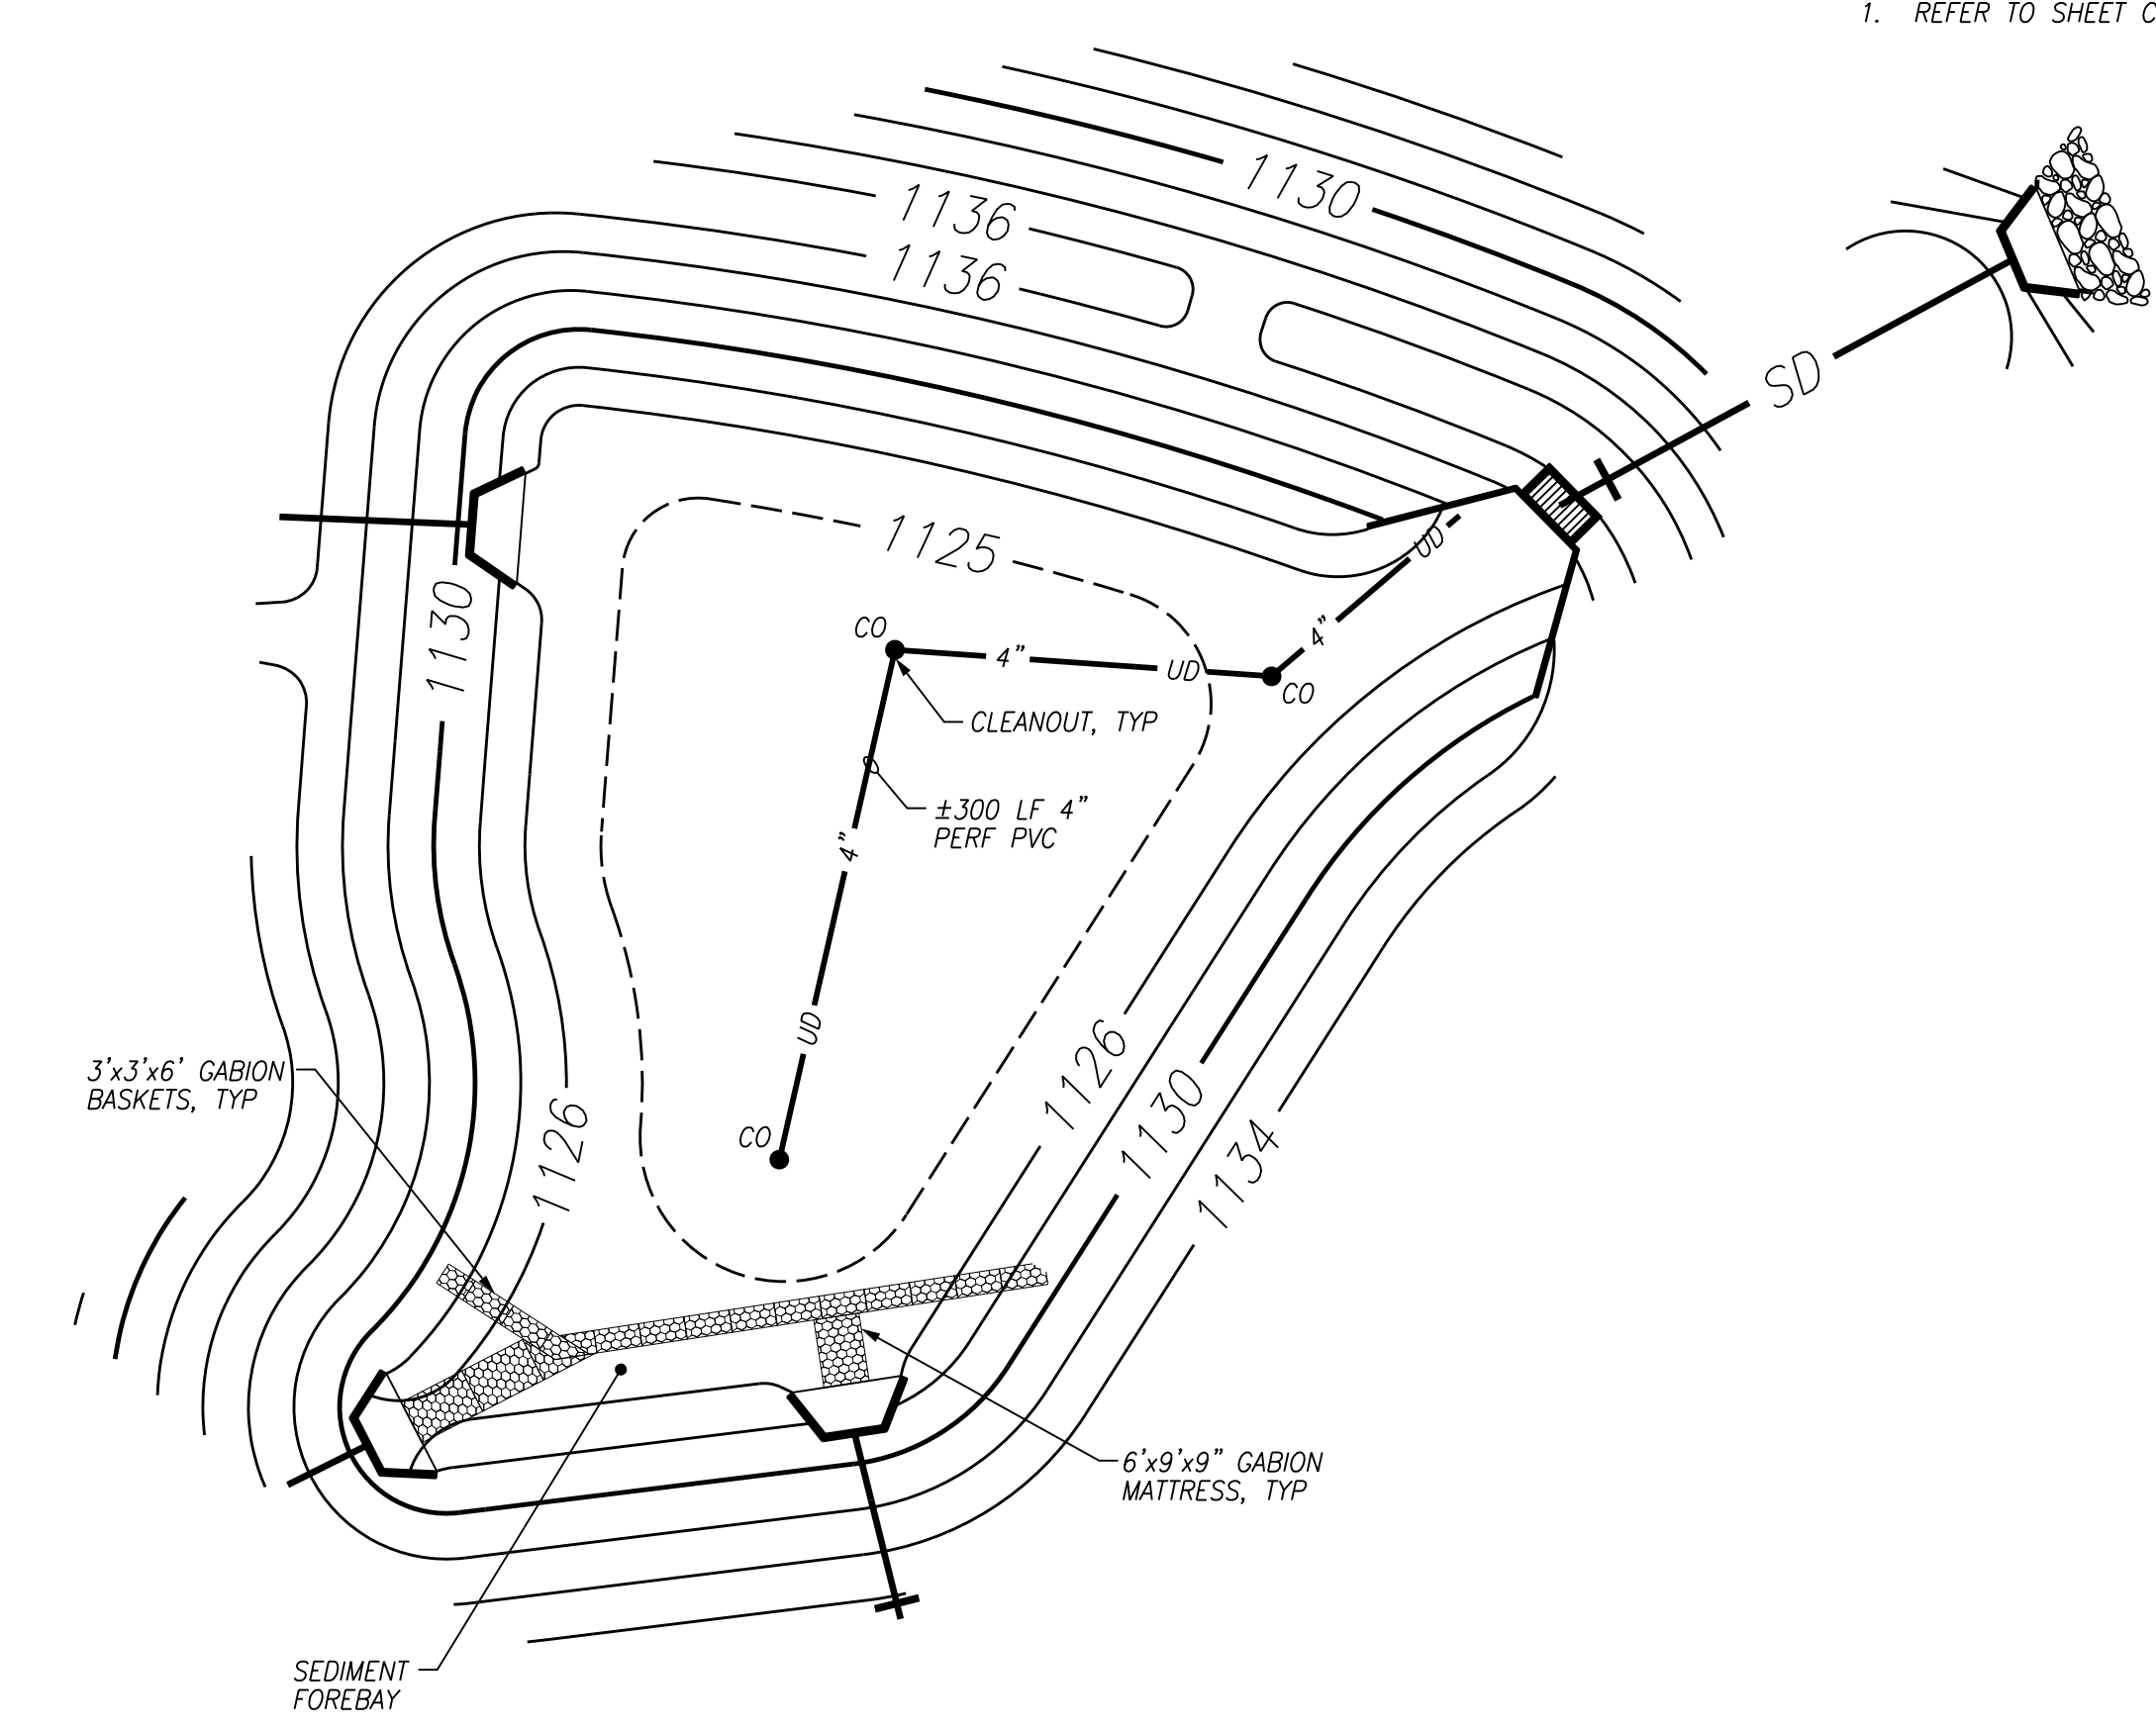 1. REFER TO SHEET
1130
1136
1136
SD
1125
UD
1130
CO
4"
4"
UD
CO
CLEANOUT, TYP
±300 LF 4"
PERF PVC
4"
UD
1126
3'x3'x6' GABION
BASKETS, TYP
1130
1126
CO
1134
6'x9'x9" GABION
MATTRESS, TYP
SEDIMENT
FOREBAY